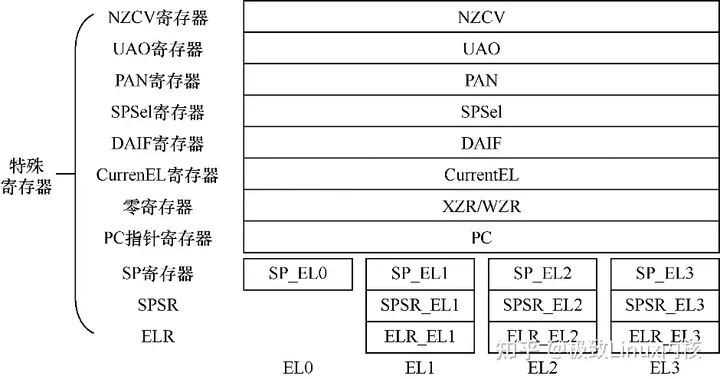 NZCV寄存器 NZCV
UAO寄存器 UAO
PAN寄存器 PAN
SPSel寄存器 SPSel
DAIF寄存器 DAIF
CurrenEL寄存器 CurrentEL
零寄存器 XZR/WZR
PC指针寄存器 PC
特殊
寄存器
SP寄存器 SP_EL0 SP_EL1 SP_EL2 SP_EL3
SPSR SPSR_EL1 SPSR_EL2 SPSR_EL3
ELR ELR_EL1 ELR_EL2 ELR_EL3
EL0 EL1 EL2 EL3
知乎 @极致Linux内核